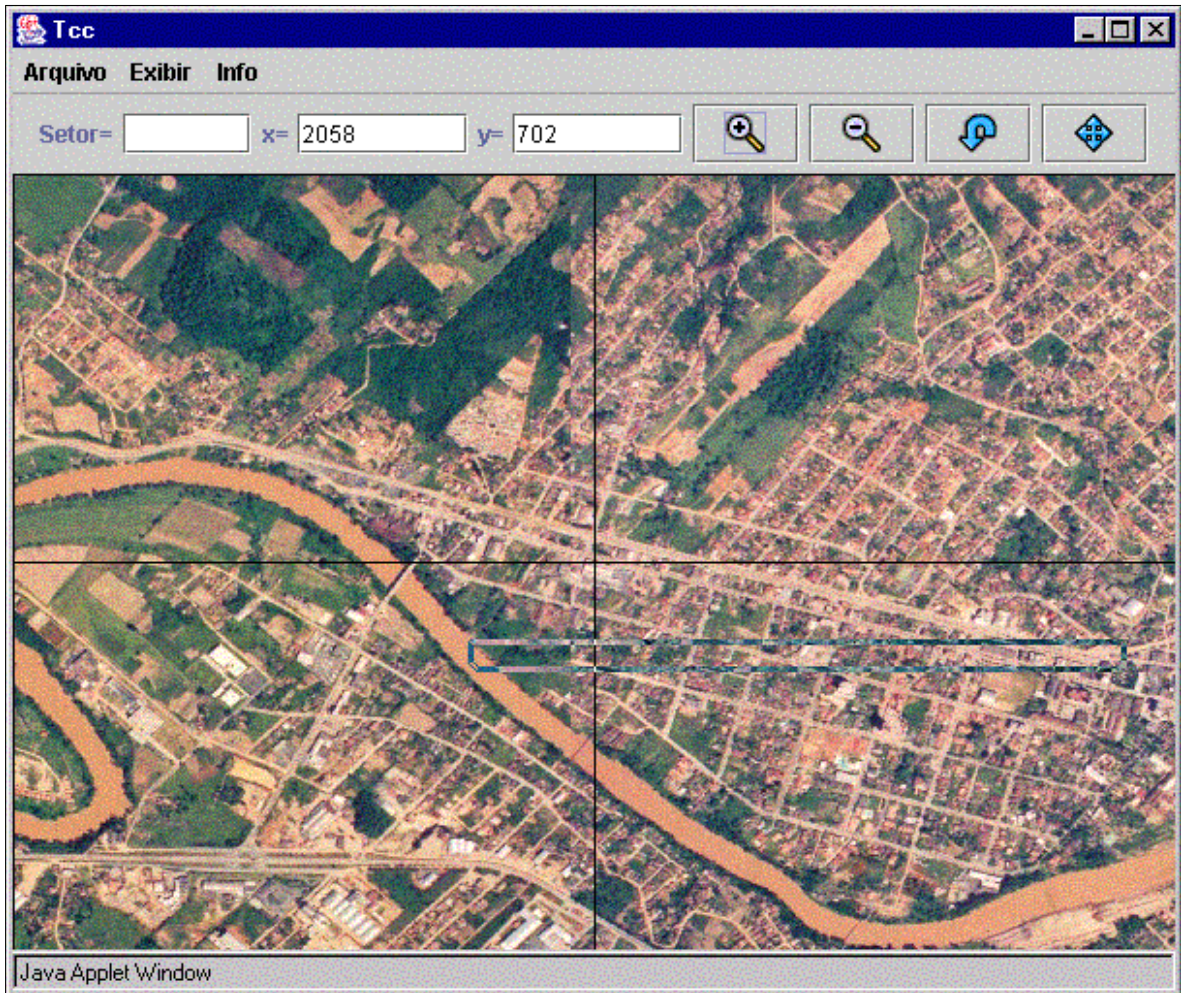 Tcc
Arquivo Exibir Info
Setor= x= 2058 y= 702
Java Applet Window